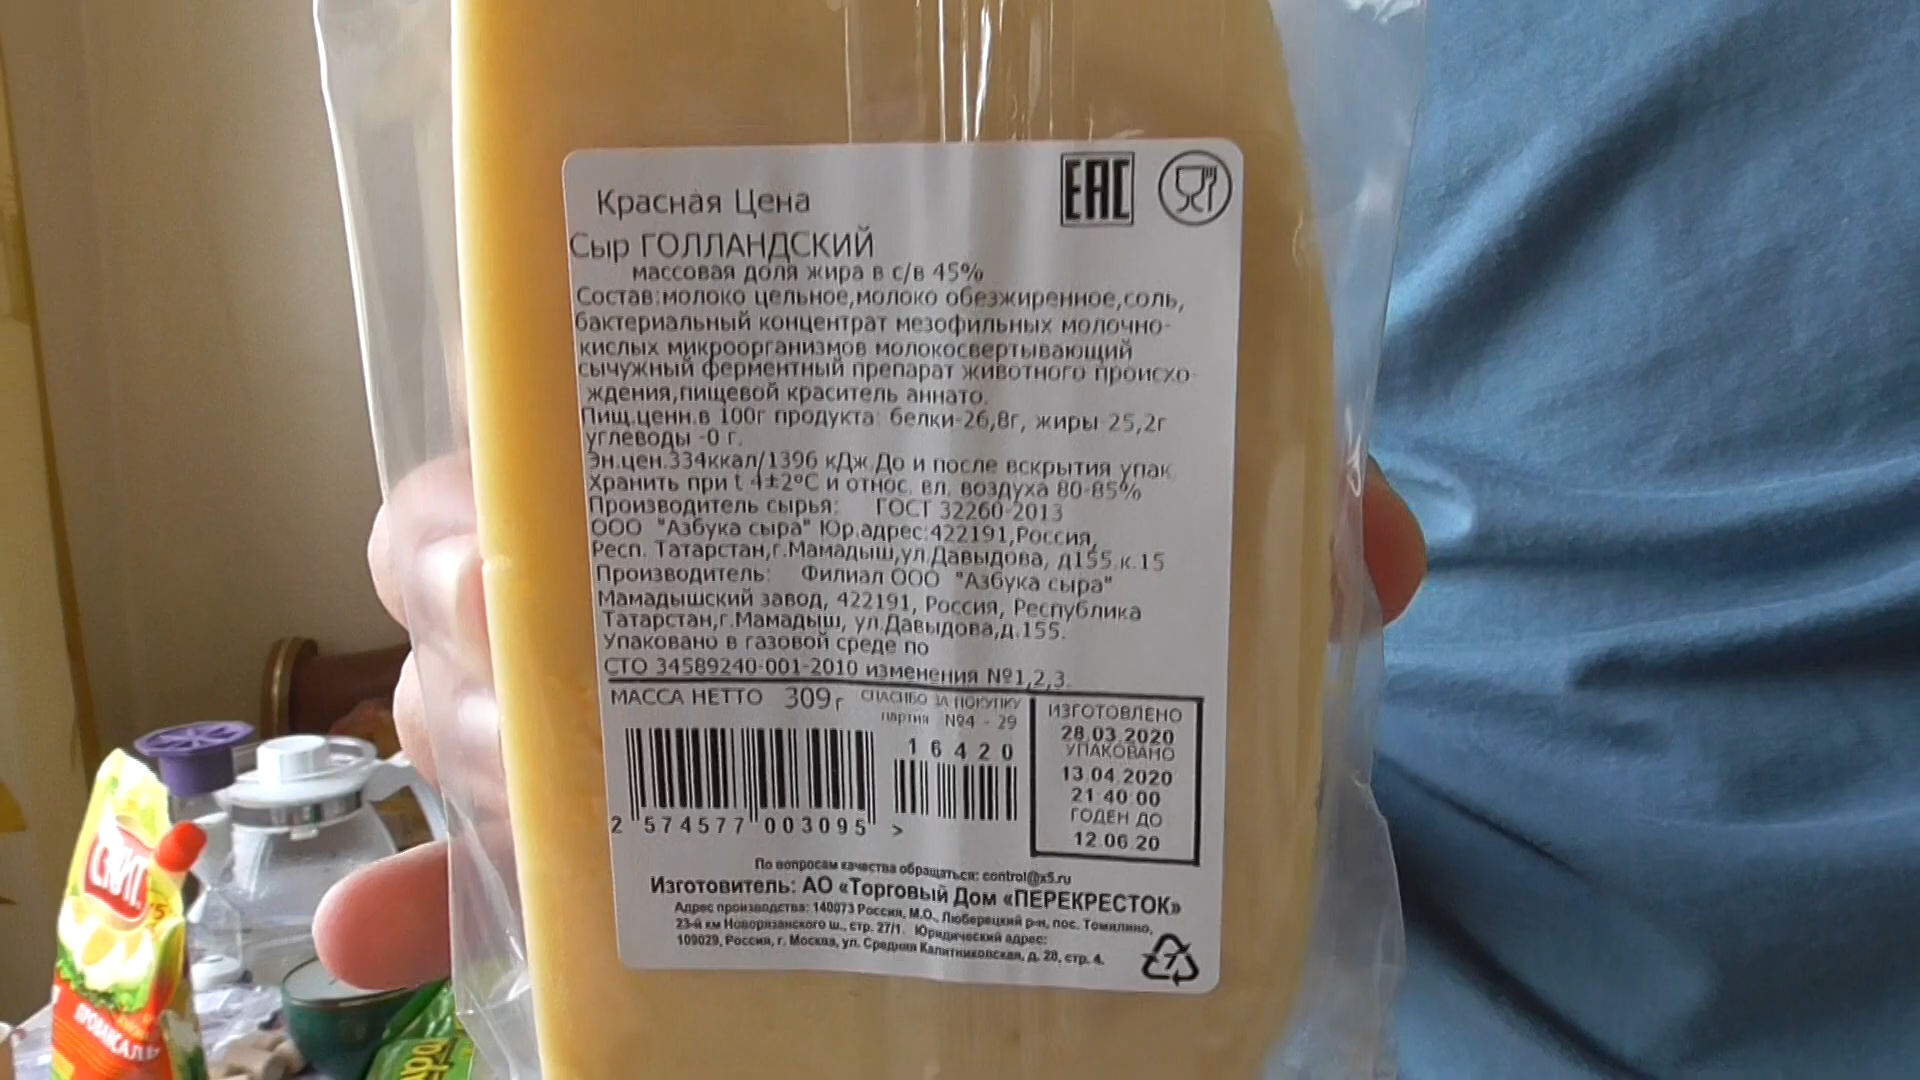 EAC
Красная Цена
Сыр ГОЛЛАНДСКИЙ
массовая доля жира в с/в 45%
Состав:молоко цельное,молоко обезжиренное,соль,
бактериальный концентрат мезофильных молочно-
кислых микроорганизмов молокосвертывающий
сычужный ферментный препарат животного происхо-
ждения,пищевой краситель аннато.
Пищ.ценн.в 100г продукта: белки-26,8г, жиры-25,2г
углеводы -0 г.
Эн.цен.334ккал/1396 кДж.До и после вскрытия упак.
Хранить при t 4±2°С и относ. вл. воздуха 80-85%
Производитель сырья: ГОСТ 32260-2013
ООО "Азбука сыра" Юр.адрес:422191,Россия,
Респ. Татарстан,г.Мамадыш,ул.Давыдова, д155.к.15
Производитель: Филиал ООО "Азбука сыра"
Мамадышский завод, 422191, Россия, Республика
Татарстан,г.Мамадыш, ул.Давыдова,д.155.
Упаковано в газовой среде по
СТО 34589240-001-2010 изменения №1,2,3.
МАССА НЕТТО 309г СПАСИБО ЗА ПОКУПКУ
партия №4 - 29
16420
2 574577 003095 >
ИЗГОТОВЛЕНО
28.03.2020
УПАКОВАНО
13.04.2020
21:40:00
ГОДЕН ДО
12.06.20
По вопросам качества обращаться: control@x5.ru
Изготовитель: АО «Торговый Дом «ПЕРЕКРЕСТОК»
Адрес производства: 140073 Россия, М.О., Люберецкий р-н, пос. Томилино,
23-й км Новорязанского ш., стр. 27/1. Юридический адрес:
109029, Россия, г. Москва, ул. Средняя Калитниковская, д. 28, стр. 4.
7
СКИТ
ПРОВАНСАЛЬ